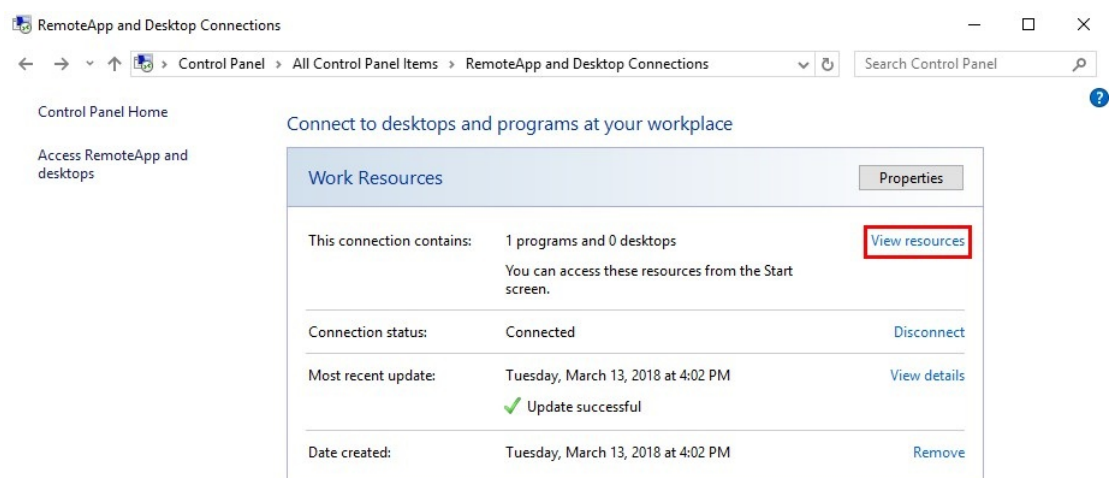 RemoteApp and Desktop Connections
Control Panel > All Control Panel Items > RemoteApp and Desktop Connections
Search Control Panel
?
Control Panel Home
Access RemoteApp and
desktops
Connect to desktops and programs at your workplace
Work Resources
Properties
This connection contains: 1 programs and 0 desktops View resources
You can access these resources from the Start
screen.
Connection status: Connected Disconnect
Most recent update: Tuesday, March 13, 2018 at 4:02 PM View details
Update successful
Date created: Tuesday, March 13, 2018 at 4:02 PM Remove